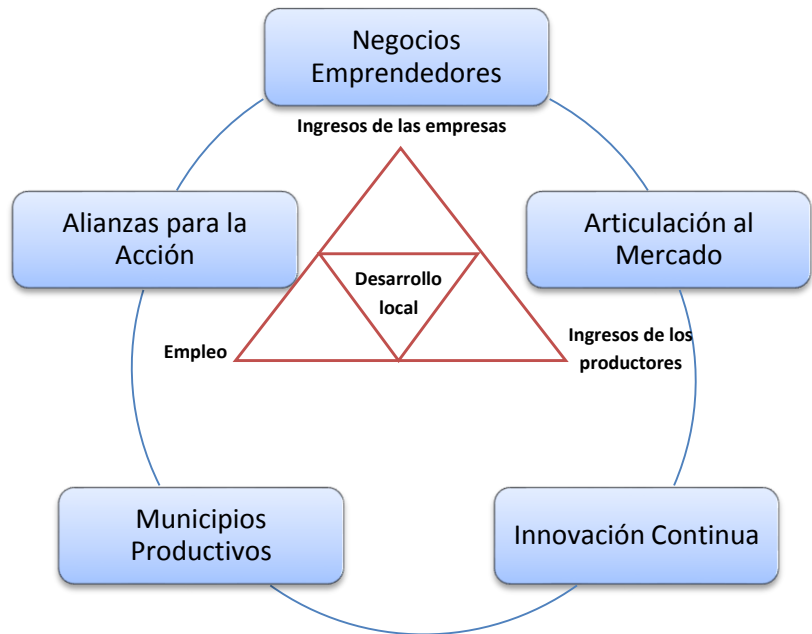 Negocios
Emprendedores
Ingresos de las empresas
Alianzas para la
Acción
Articulación al
Mercado
Desarrollo
local
Empleo
Ingresos de los
productores
Municipios
Productivos
Innovación Continua